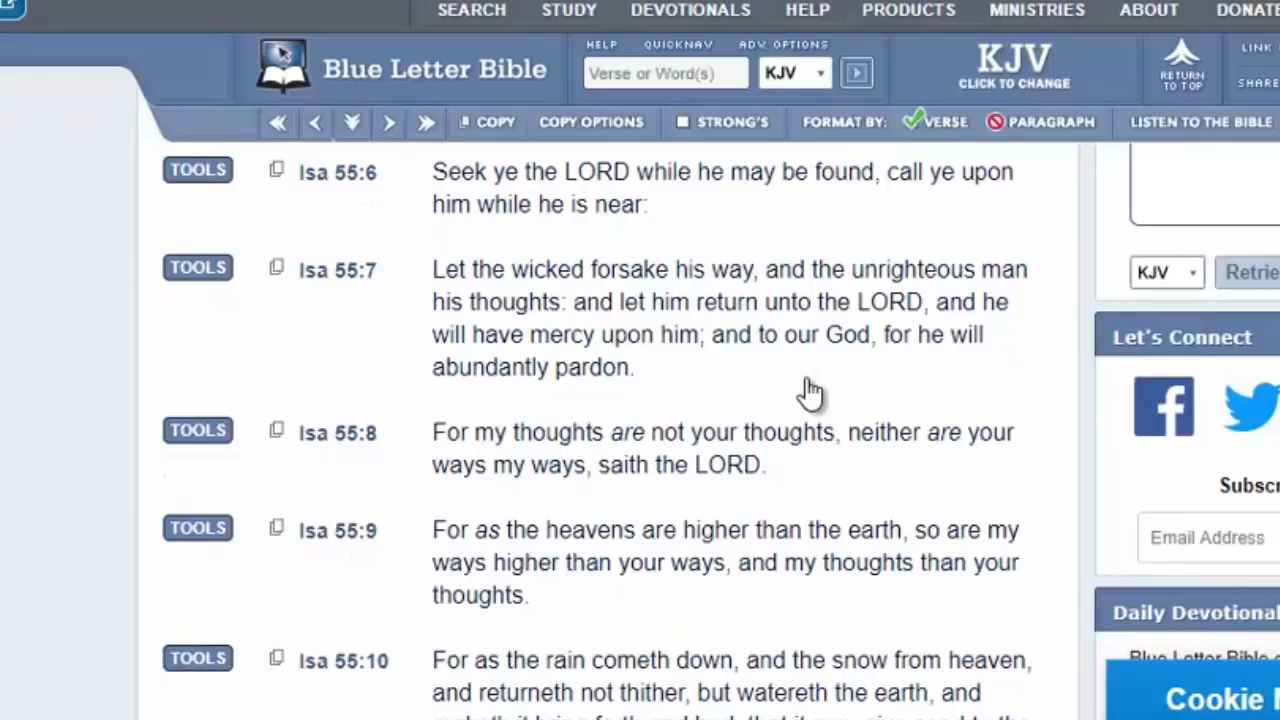 SEARCH STUDY DEVOTIONALS HELP PRODUCTS MINISTRIES ABOUT DONATE
HELP QUICKNAV ADV. OPTIONS
Blue Letter Bible
Verse or Word(s) KJV
KJV
CLICK TO CHANGE
RETURN
TO TOP
LINK
SHARE
COPY COPY OPTIONS STRONG'S FORMAT BY: VERSE PARAGRAPH LISTEN TO THE BIBLE
TOOLS Isa 55:6 Seek ye the LORD while he may be found, call ye upon
him while he is near:
TOOLS Isa 55:7 Let the wicked forsake his way, and the unrighteous man
his thoughts: and let him return unto the LORD, and he
will have mercy upon him; and to our God, for he will
abundantly pardon.
TOOLS Isa 55:8 For my thoughts are not your thoughts, neither are your
ways my ways, saith the LORD.
TOOLS Isa 55:9 For as the heavens are higher than the earth, so are my
ways higher than your ways, and my thoughts than your
thoughts.
TOOLS Isa 55:10 For as the rain cometh down, and the snow from heaven,
and returneth not thither, but watereth the earth, and
KJV Retrie
Let's Connect
Subscr
Email Address
Daily Devotional
Blue Letter Bible
Cookie